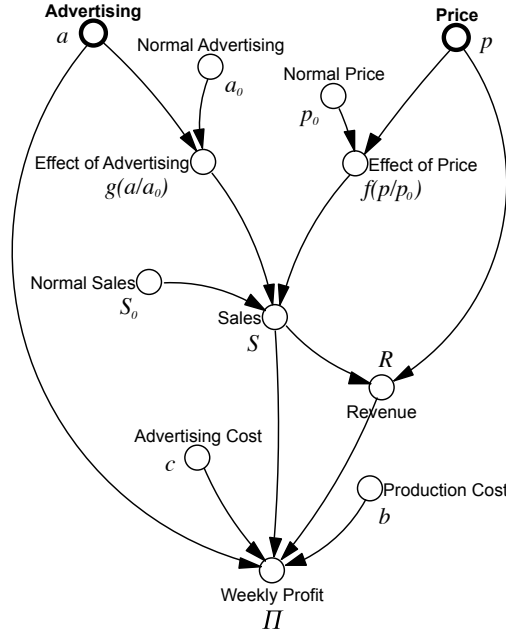 Advertising
a
Price
p
Normal Advertising
a₀
Normal Price
p₀
Effect of Advertising
g(a/a₀)
Effect of Price
f(p/p₀)
Normal Sales
S₀
Sales
S
R
Revenue
Advertising Cost
c
Production Cost
b
Weekly Profit
Π